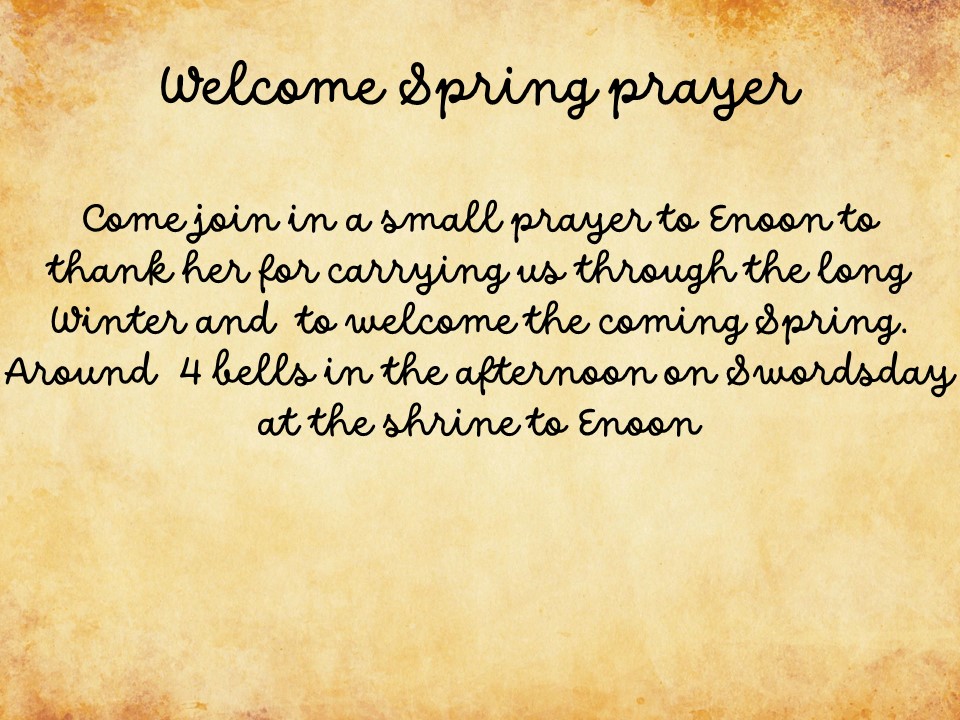 Welcome Spring prayer
Come join in a small prayer to Enoon to
thank her for carrying us through the long
Winter and to welcome the coming Spring.
Around 4 bells in the afternoon on Swordsday
at the shrine to Enoon